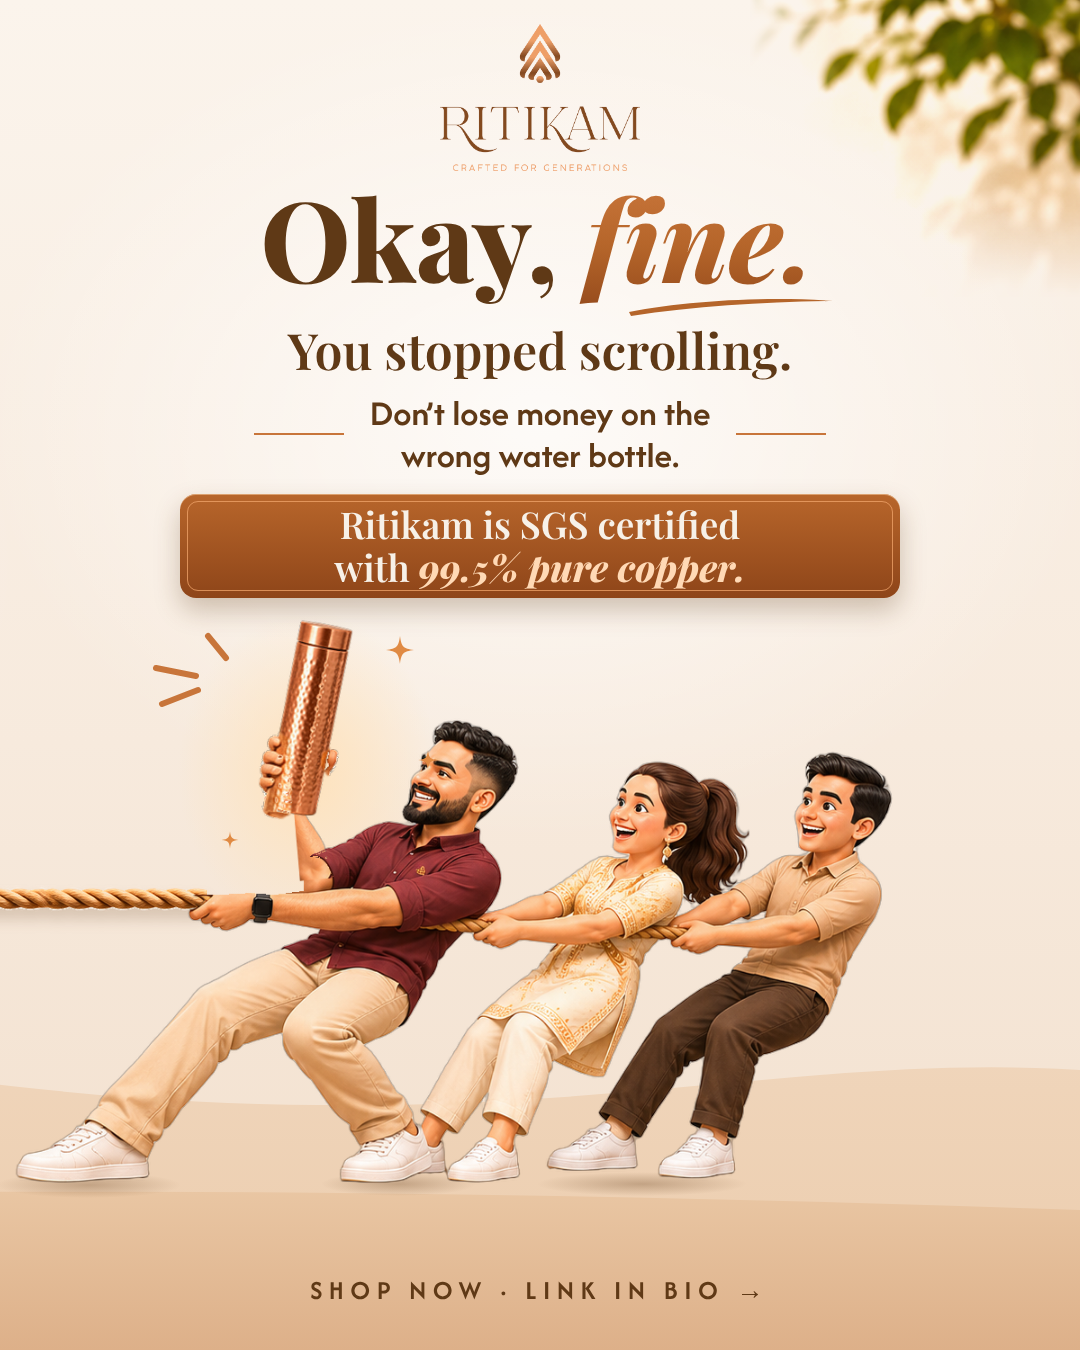 RITIKAM
CRAFTED FOR GENERATIONS
Okay, fine.
You stopped scrolling.
Don't lose money on the
wrong water bottle.
Ritikam is SGS certified
with 99.5% pure copper.
SHOP NOW · LINK IN BIO →